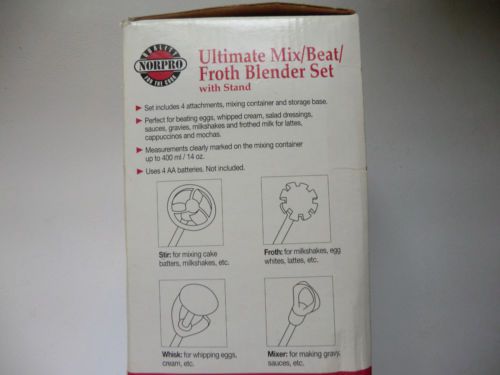 QUALITY
NORPRO
FOR THE COOK
Ultimate Mix/Beat/
Froth Blender Set
with Stand
Set includes 4 attachments, mixing container and storage base.
Perfect for beating eggs, whipped cream, salad dressings,
sauces, gravies, milkshakes and frothed milk for lattes,
cappuccinos and mochas.
Measurements clearly marked on the mixing container
up to 400 ml / 14 oz.
Uses 4 AA batteries. Not included.
Stir: for mixing cake
batters, milkshakes, etc.
Froth: for milkshakes, egg
whites, lattes, etc.
Whisk: for whipping eggs,
cream, etc.
Mixer: for making gravy,
sauces, etc.